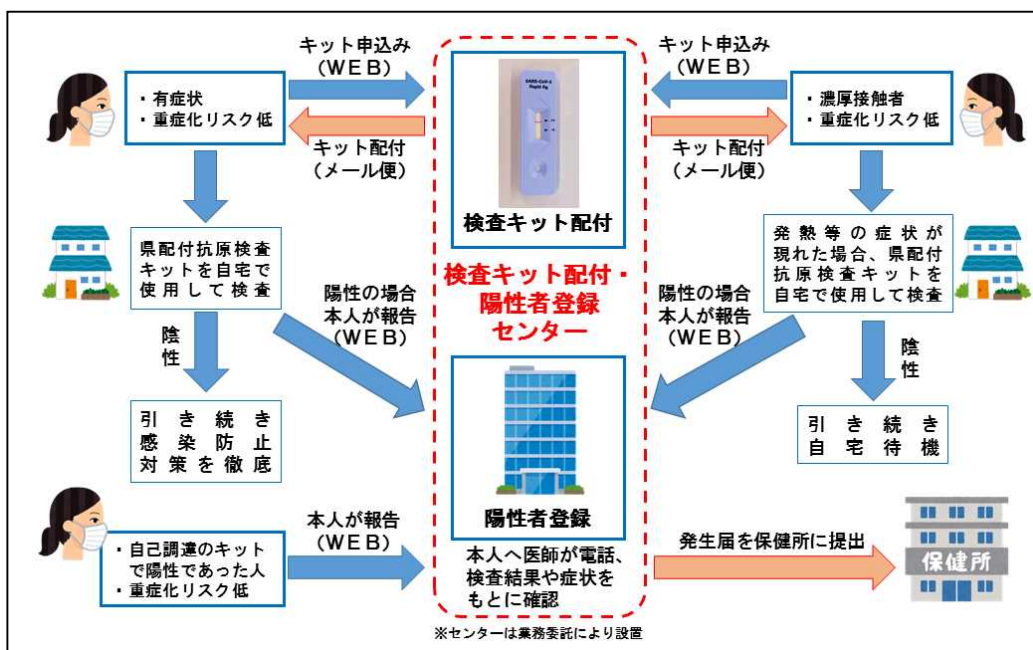 キット申込み
(WEB)
・有症状
・重症化リスク低
キット配付
(メール便)
県配付抗原検査
キットを自宅で
使用して検査
陰性
引き続き
感染防止
対策を徹底
陽性の場合
本人が報告
(WEB)
SARS-CoV-2
Rapid Ag
検査キット配付
検査キット配付・
陽性者登録
センター
陽性者登録
本人へ医師が電話、
検査結果や症状を
もとに確認
※センターは業務委託により設置
キット申込み
(WEB)
・濃厚接触者
・重症化リスク低
キット配付
(メール便)
発熱等の症状が
現れた場合、県配付
抗原検査キットを
自宅で使用して検査
陽性の場合
本人が報告
(WEB)
陰性
引き続き
自宅待機
・自己調達のキット
で陽性であった人
・重症化リスク低
本人が報告
(WEB)
発生届を保健所に提出
保健所